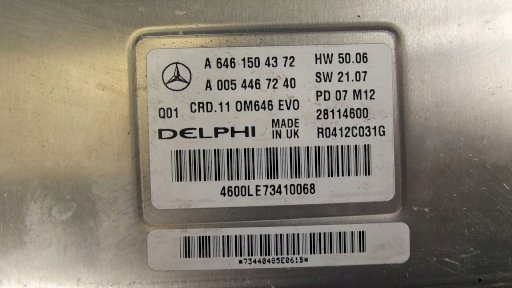 A 646 150 43 72 HW 50.06
A 005 446 72 40 SW 21.07
Q01 CRD.11 OM646 EVO PD 07 M12
DELPHI MADE IN UK 28114600
R0412C031G
4600LE73410068
*73440485E061B*